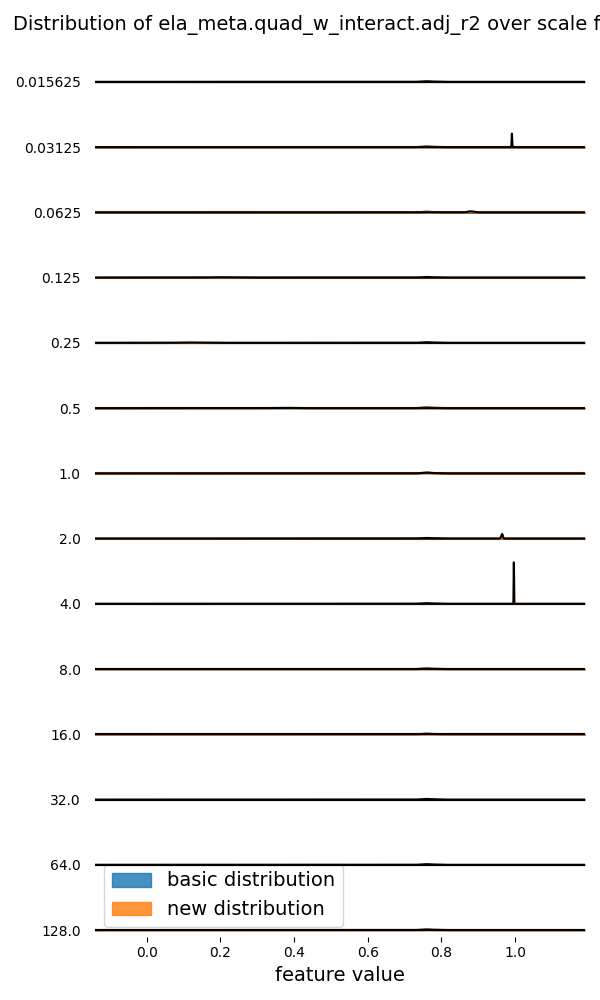 Distribution of ela_meta.quad_w_interact.adj_r2 over scale f
0.015625
0.03125
0.0625
0.125
0.25
0.5
1.0
2.0
4.0
8.0
16.0
32.0
64.0
basic distribution
new distribution
128.0
0.0 0.2 0.4 0.6 0.8 1.0
feature value